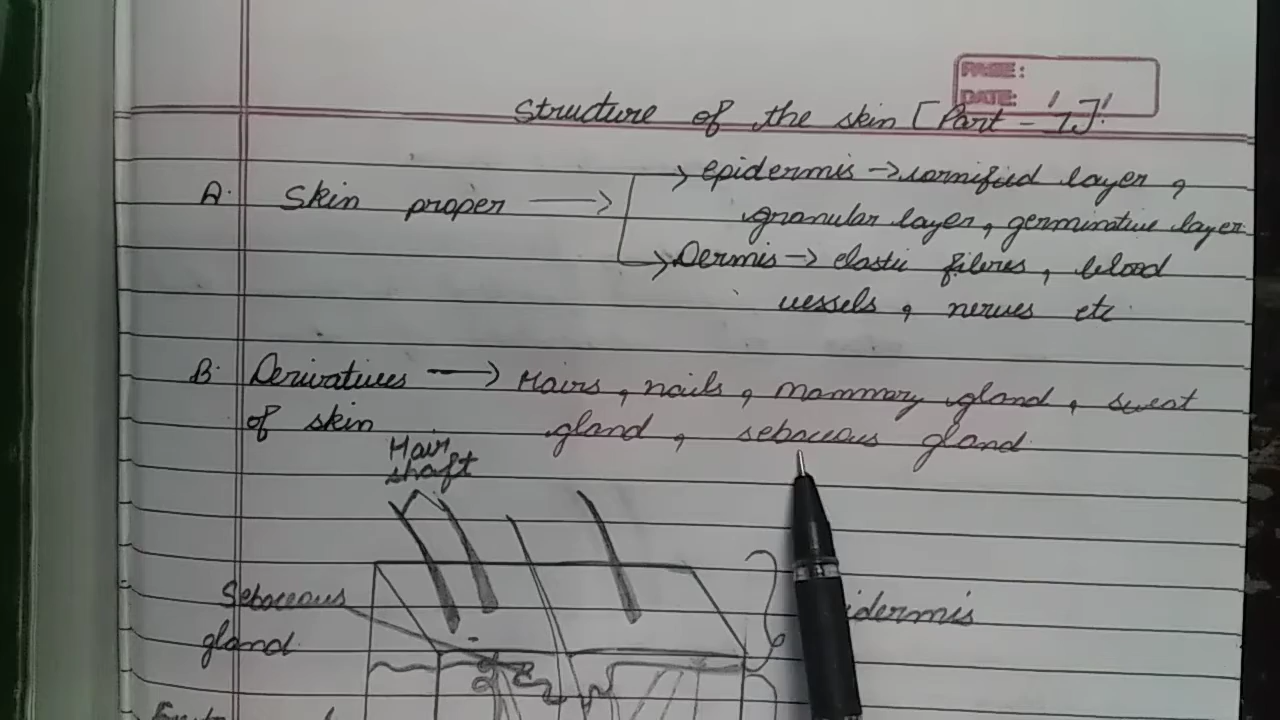 PAGE:
DATE:
Structure of the skin [Part - 1]
A. Skin proper → epidermis → cornified layer,
granular layer, germinative layer
Dermis → elastic fibres, blood
vessels, nerves etc.
B. Derivatives → Hairs, nails, mammary gland, sweat
of skin gland, sebaceous gland
Hair
shaft
Sebaceous
gland
idermis